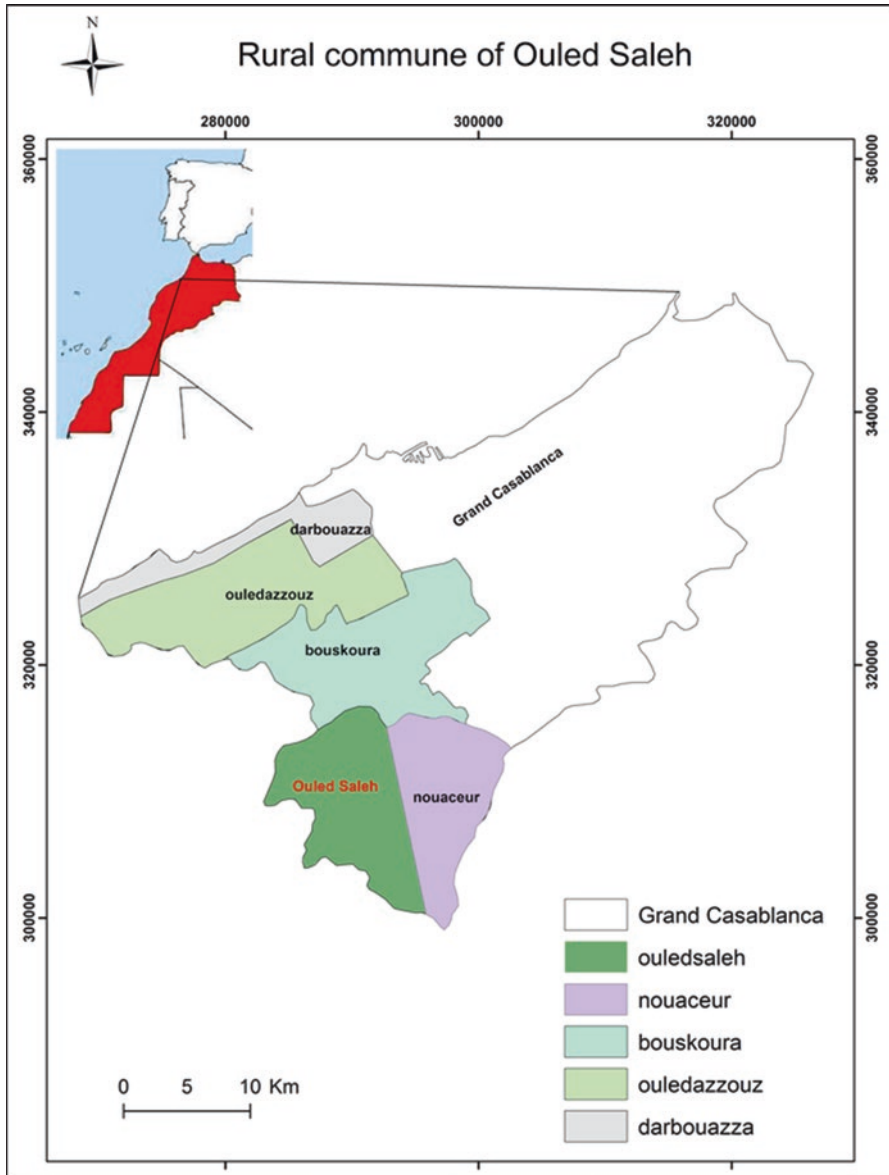 N
Rural commune of Ouled Saleh
280000 300000 320000
360000 360000
340000 340000
Grand Casablanca
darbouazza
ouledazzouz
bouskoura
320000 320000
Ouled Saleh
nouaceur
300000 300000
Grand Casablanca
ouledsaleh
nouaceur
bouskoura
ouledazzouz
darbouazza
0 5 10 Km